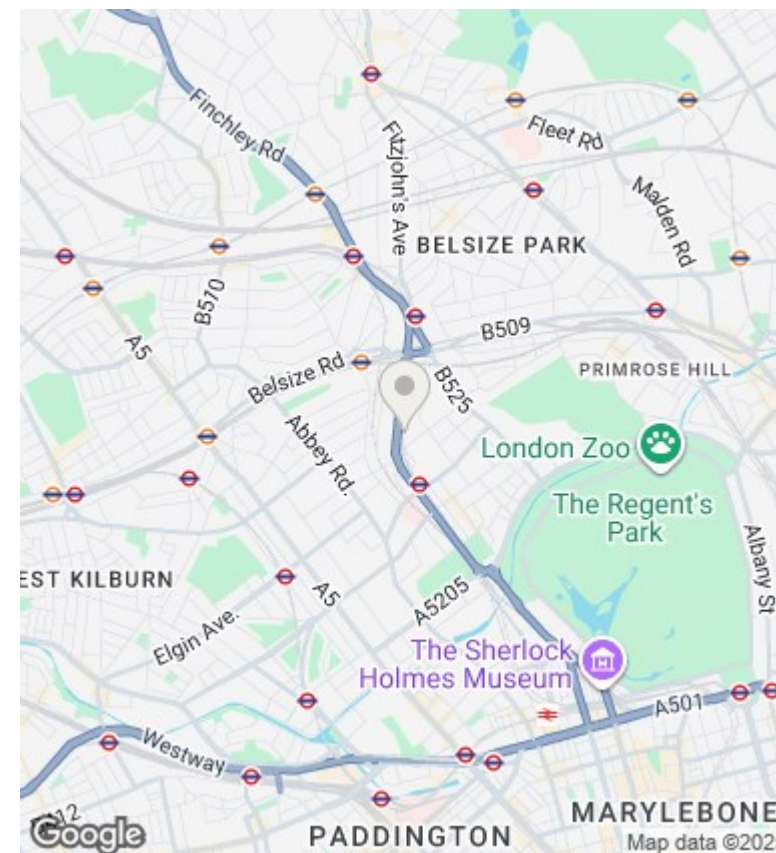 Finchley Rd
Fitzjohn's Ave
Fleet Rd
Malden Rd
BELSIZE PARK
B510
B509
A5
Belsize Rd
B525
PRIMROSE HILL
Abbey Rd.
London Zoo
The Regent's
Park
Albany St
EST KILBURN
A5
A5205
Elgin Ave.
The Sherlock
Holmes Museum
A501
Westway
12
MARYLEBONE
Google
PADDINGTON
Map data ©202